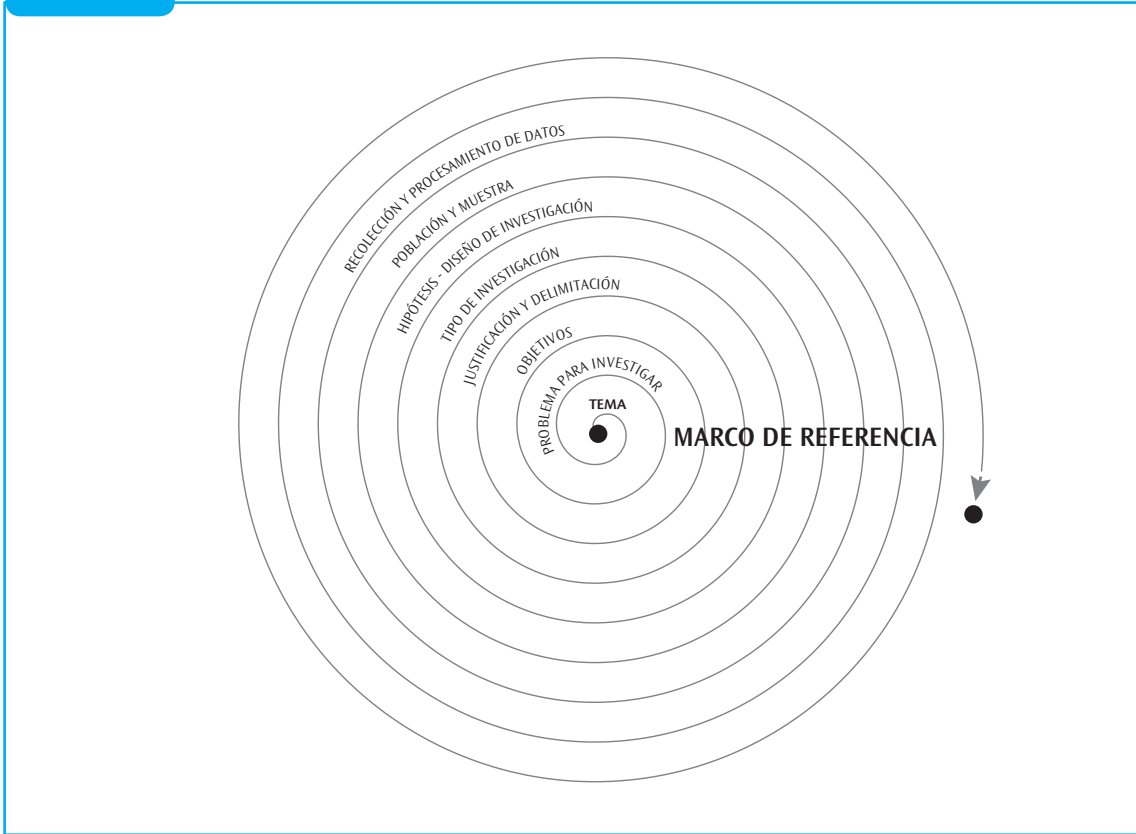 RECOLECCIÓN Y PROCESAMIENTO DE DATOS
POBLACIÓN Y MUESTRA
HIPÓTESIS - DISEÑO DE INVESTIGACIÓN
TIPO DE INVESTIGACIÓN
JUSTIFICACIÓN Y DELIMITACIÓN
OBJETIVOS
PROBLEMA PARA INVESTIGAR
TEMA
MARCO DE REFERENCIA